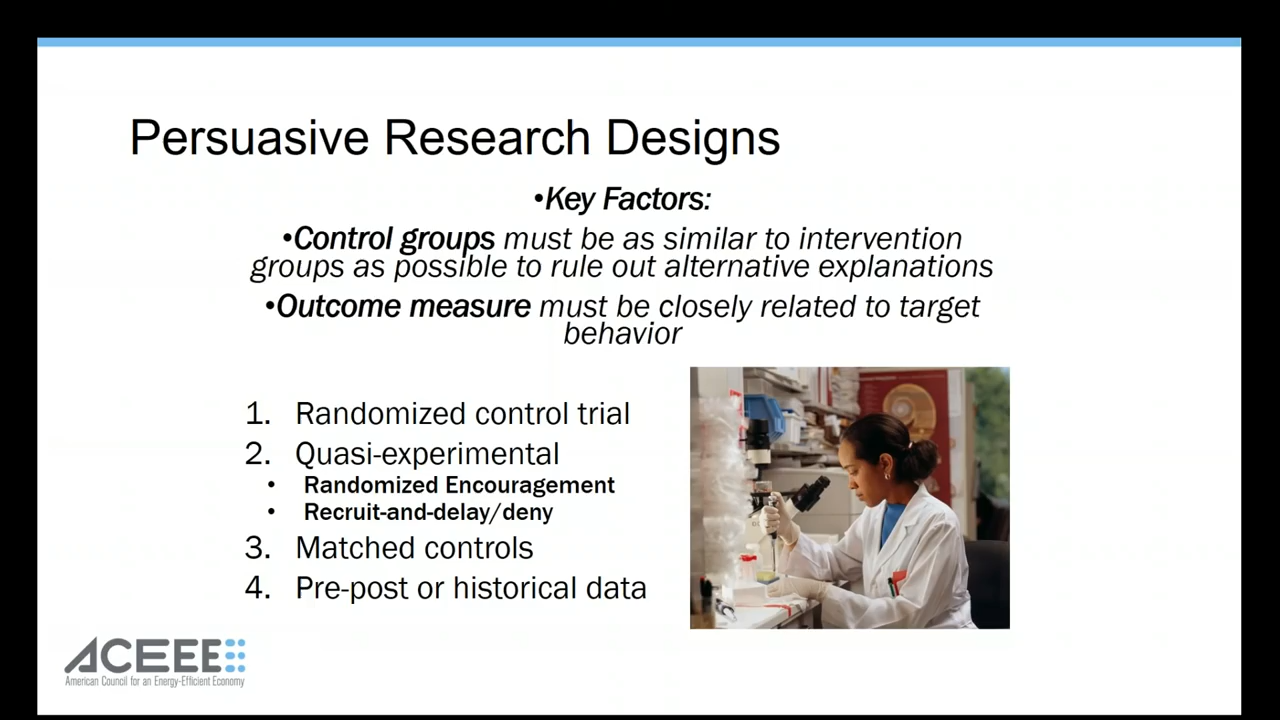 Persuasive Research Designs
•Key Factors:
•Control groups must be as similar to intervention
groups as possible to rule out alternative explanations
•Outcome measure must be closely related to target
behavior
1. Randomized control trial
2. Quasi-experimental
• Randomized Encouragement
• Recruit-and-delay/deny
3. Matched controls
4. Pre-post or historical data
ACEEE
American Council for an Energy-Efficient Economy